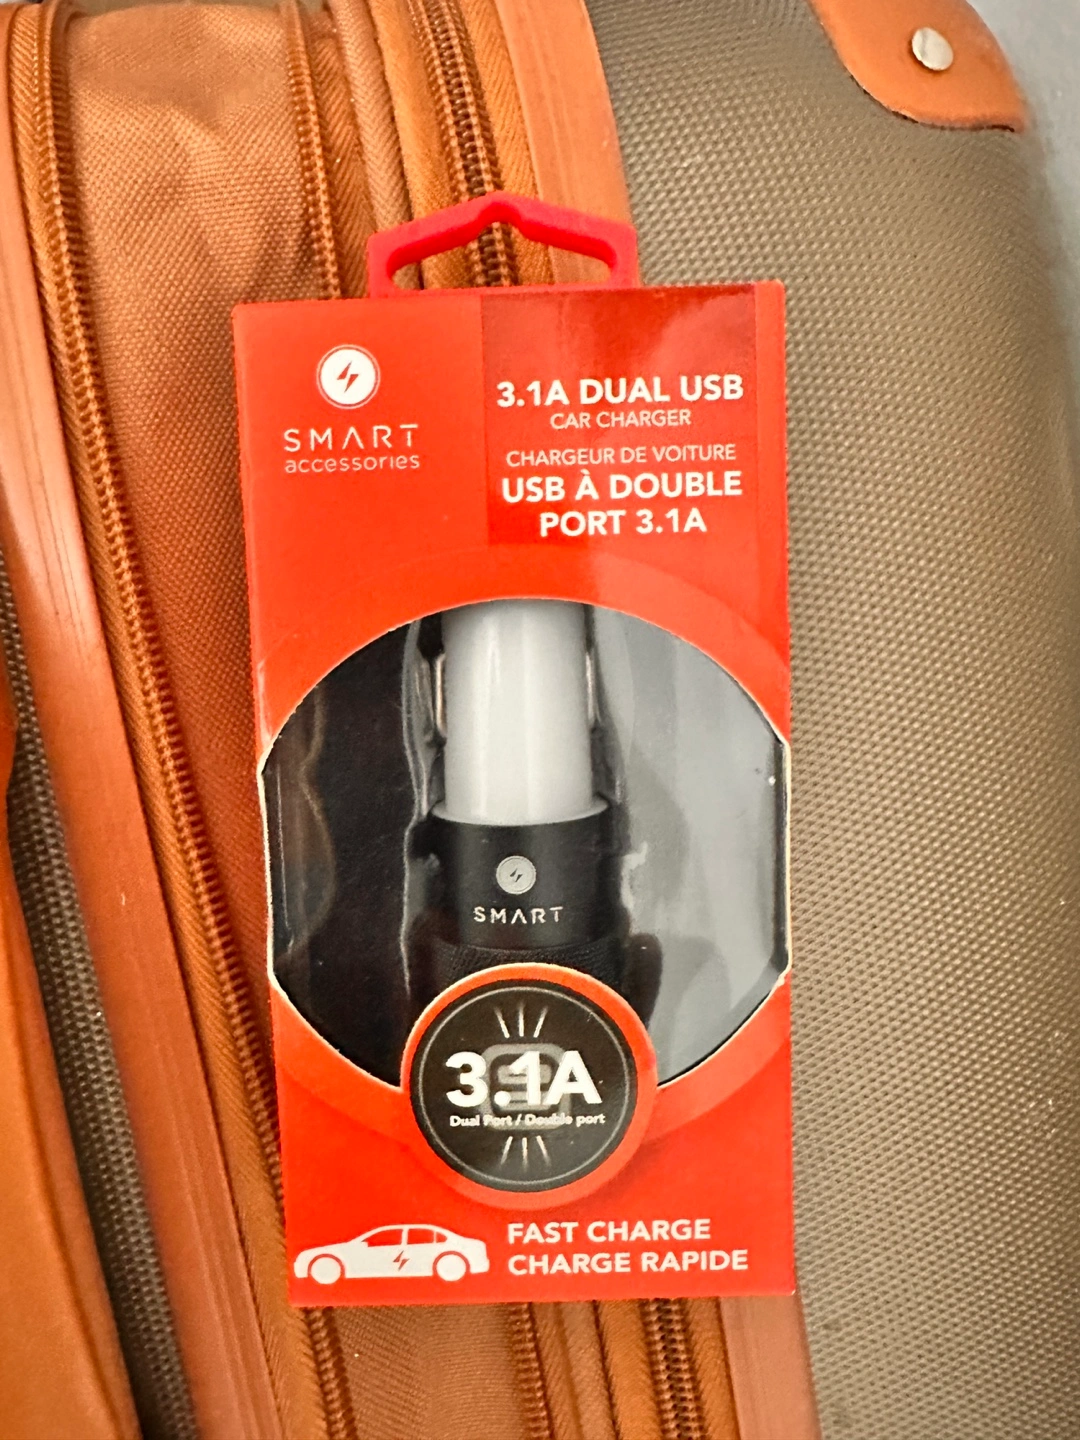 SMART
accessories
3.1A DUAL USB
CAR CHARGER
CHARGEUR DE VOITURE
USB À DOUBLE
PORT 3.1A
SMART
3.1A
Dual Port / Double port
FAST CHARGE
CHARGE RAPIDE